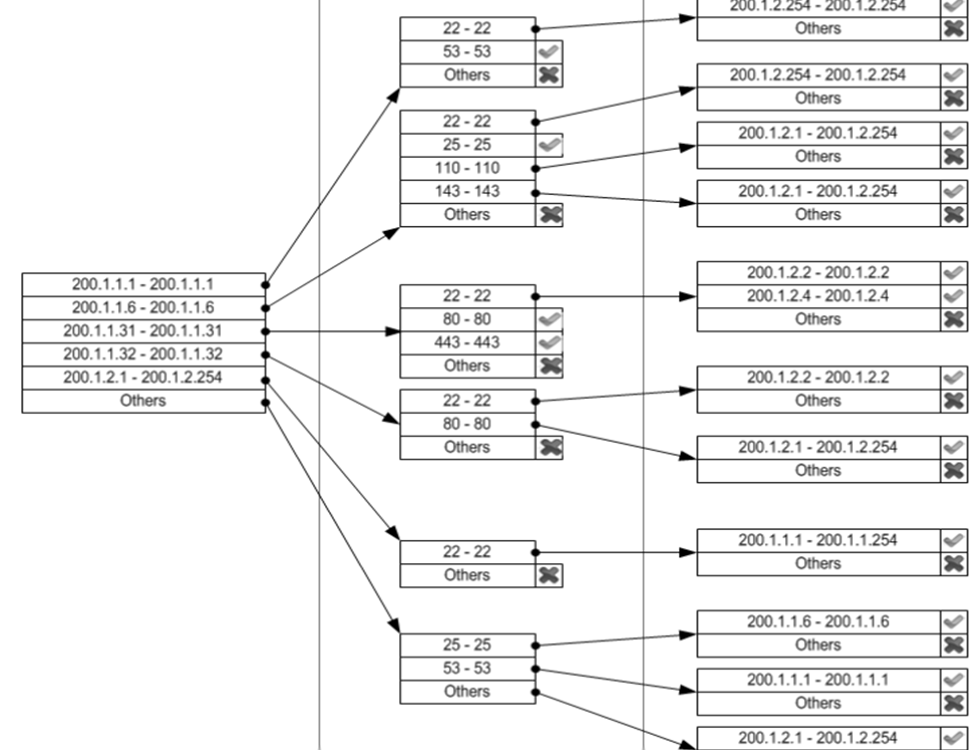 200.1.1.1 - 200.1.1.1
200.1.1.6 - 200.1.1.6
200.1.1.31 - 200.1.1.31
200.1.1.32 - 200.1.1.32
200.1.2.1 - 200.1.2.254
Others
22 - 22
53 - 53
Others
22 - 22
25 - 25
110 - 110
143 - 143
Others
22 - 22
80 - 80
443 - 443
Others
22 - 22
80 - 80
Others
22 - 22
Others
25 - 25
53 - 53
Others
200.1.2.254 - 200.1.2.254
Others
200.1.2.254 - 200.1.2.254
Others
200.1.2.1 - 200.1.2.254
Others
200.1.2.1 - 200.1.2.254
Others
200.1.2.2 - 200.1.2.2
200.1.2.4 - 200.1.2.4
Others
200.1.2.2 - 200.1.2.2
Others
200.1.2.1 - 200.1.2.254
Others
200.1.1.1 - 200.1.1.254
Others
200.1.1.6 - 200.1.1.6
Others
200.1.1.1 - 200.1.1.1
Others
200.1.2.1 - 200.1.2.254